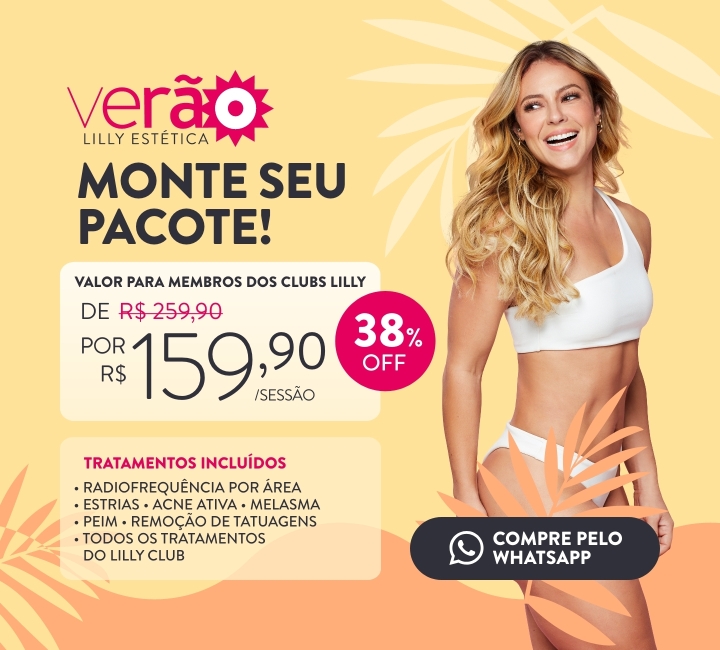 verão
LILLY ESTÉTICA
MONTE SEU
PACOTE!
VALOR PARA MEMBROS DOS CLUBS LILLY
DE R$ 259,90
POR R$ 159,90
/SESSÃO
38%
OFF
TRATAMENTOS INCLUÍDOS
• RADIOFREQUÊNCIA POR ÁREA
• ESTRIAS • ACNE ATIVA • MELASMA
• PEIM • REMOÇÃO DE TATUAGENS
• TODOS OS TRATAMENTOS
DO LILLY CLUB
COMPRE PELO
WHATSAPP